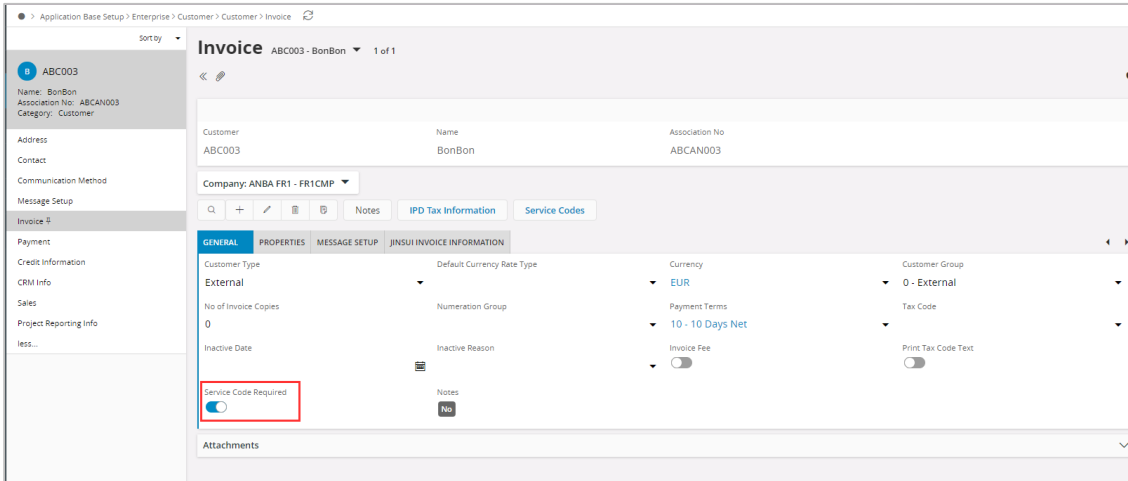 > Application Base Setup > Enterprise > Customer > Customer > Invoice
Sort by
B ABC003
Name: BonBon
Association No: ABCAN003
Category: Customer
Address
Contact
Communication Method
Message Setup
Invoice
Payment
Credit Information
CRM Info
Sales
Project Reporting Info
less...
Invoice ABC003 - BonBon 1 of 1
Customer Name Association No
ABC003 BonBon ABCAN003
Company: ANBA FR1 - FR1CMP
Notes IPD Tax Information Service Codes
GENERAL PROPERTIES MESSAGE SETUP JINSUI INVOICE INFORMATION
Customer Type Default Currency Rate Type Currency Customer Group
External EUR 0 - External
No of Invoice Copies Numeration Group Payment Terms Tax Code
0 10 - 10 Days Net
Inactive Date Inactive Reason Invoice Fee Print Tax Code Text
Service Code Required Notes
No
Attachments